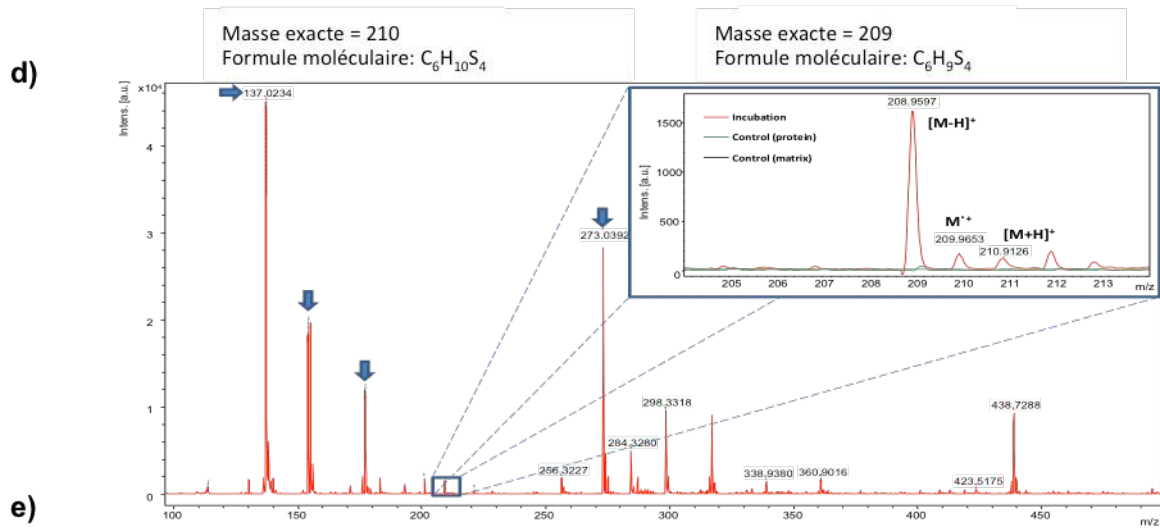 Masse exacte = 210
Formule moléculaire: C₆H₁₀S₄
Masse exacte = 209
Formule moléculaire: C₆H₉S₄
d)
Intens. [a.u.]
x10⁴
4
3
2
1
0
137.0234
273.0392
256.3227
284.3280
298.3318
338.9380
360.9016
423.5175
438.7288
100
150
200
250
300
350
400
450
m/z
Intens. [a.u.]
1500
1000
500
0
Incubation
Control (protein)
Control (matrix)
208.9597
[M-H]⁺
M˙⁺
209.9653
[M+H]⁺
210.9126
205
206
207
208
209
210
211
212
213
m/z
e)